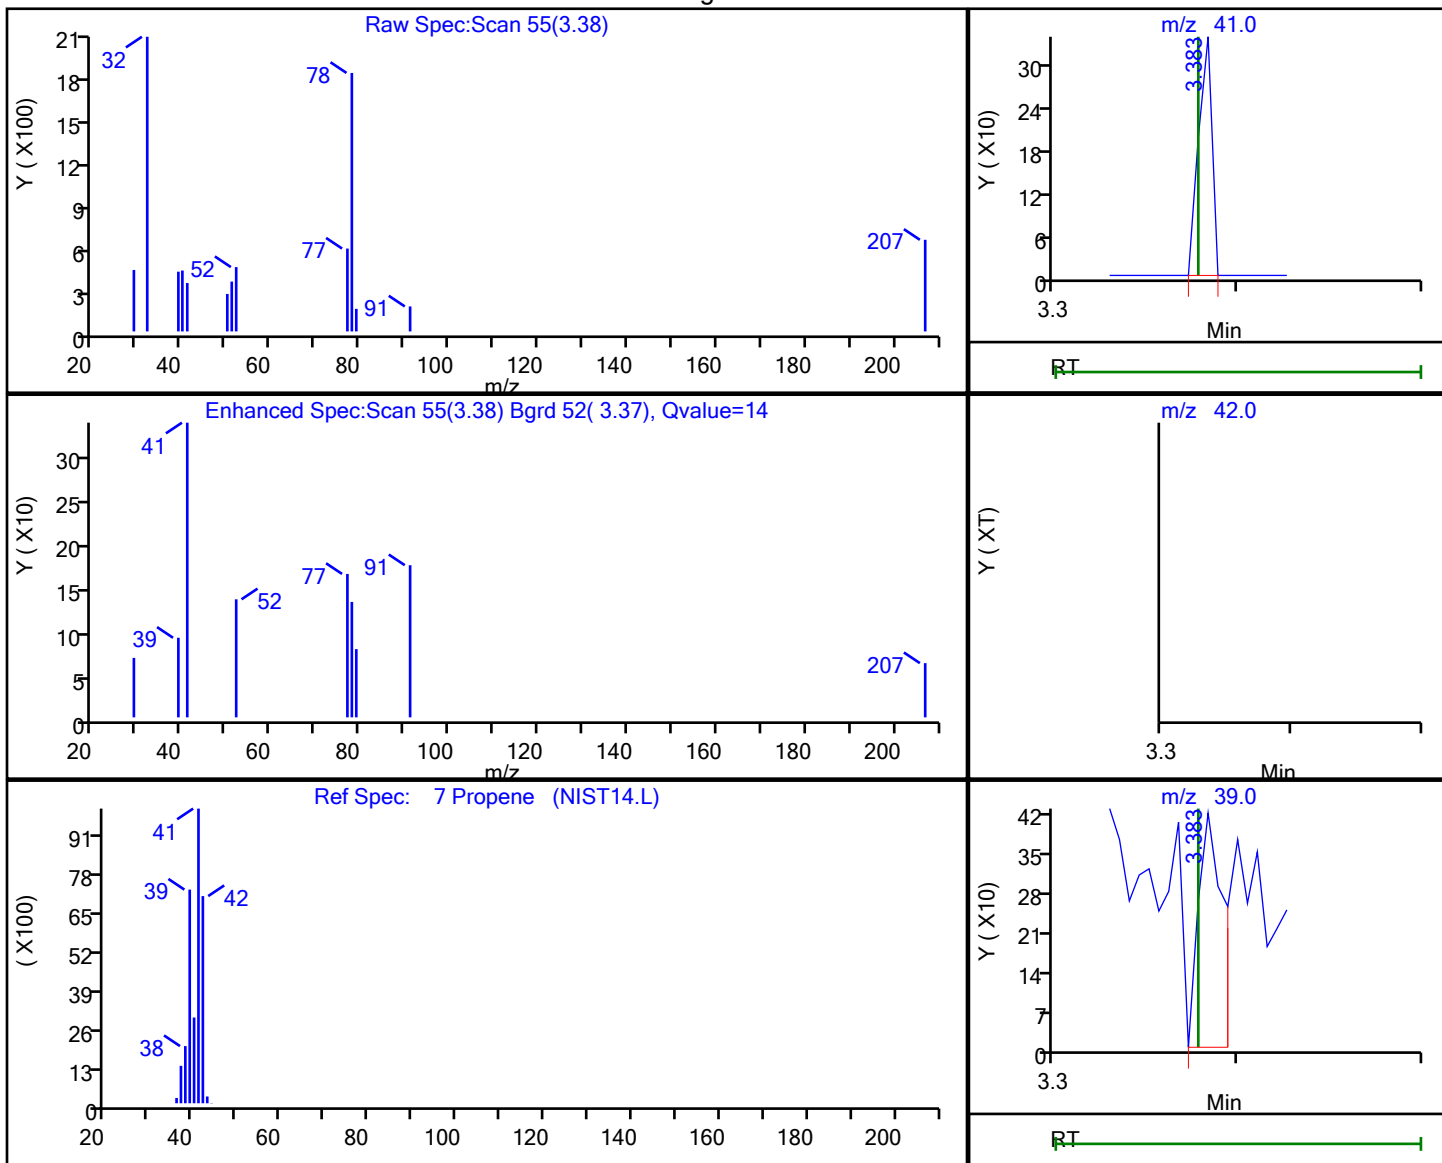 Raw Spec:Scan 55(3.38)
Y ( X100)
21
18
15
12
9
6
3
0
32
78
77
52
91
207
20 40 60 80 100 120 140 160 180 200
m/z
m/z 41.0
Y ( X10)
30
24
18
12
6
0
3.383
3.3
Min
RT
Enhanced Spec:Scan 55(3.38) Bgrd 52( 3.37), Qvalue=14
Y ( X10)
30
25
20
15
10
5
0
41
39
52
77
91
207
20 40 60 80 100 120 140 160 180 200
m/z
m/z 42.0
Y ( XT)
3.3
Min
Ref Spec: 7 Propene (NIST14.L)
( X100)
91
78
65
52
39
26
13
0
41
39
42
38
20 40 60 80 100 120 140 160 180 200
m/z 39.0
Y ( X10)
42
35
28
21
14
7
0
3.383
3.3
Min
RT